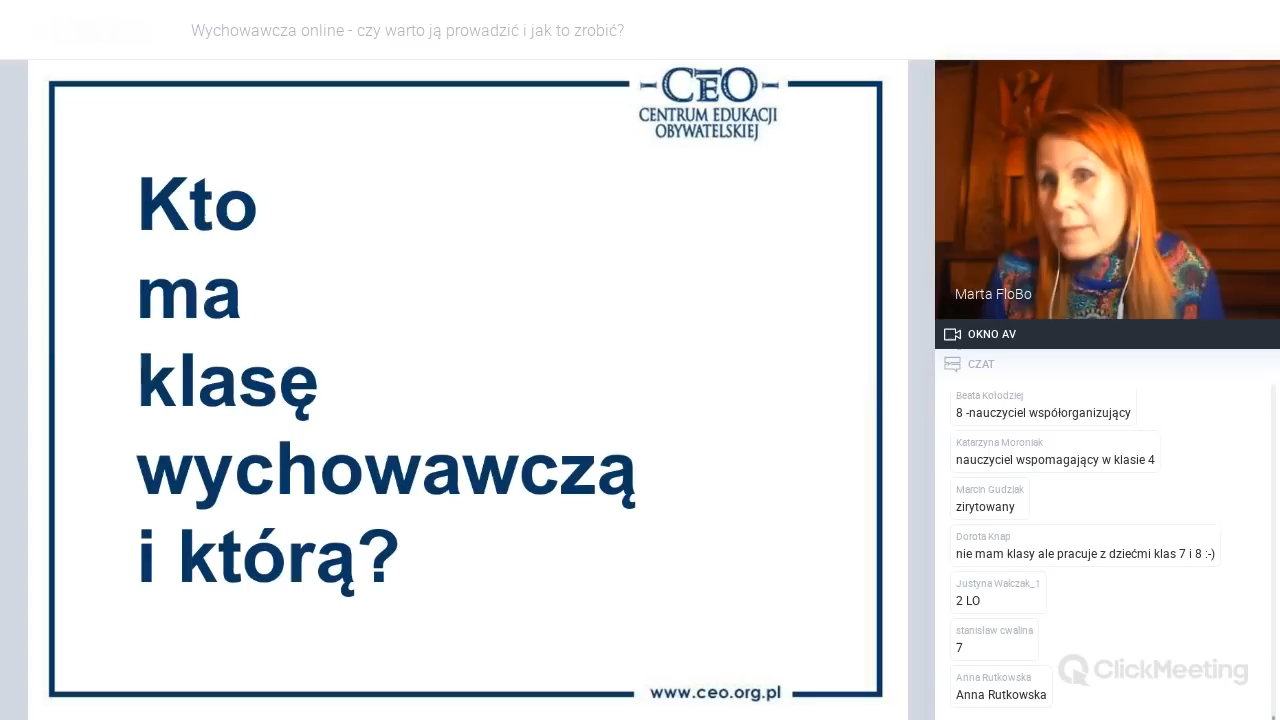 Wychowawcza online - czy warto ją prowadzić i jak to zrobić?
CEO
CENTRUM EDUKACJI
OBYWATELSKIEJ
Kto
ma
klasę
wychowawczą
i którą?
www.ceo.org.pl
Marta FloBo
OKNO AV
CZAT
Beata Kołodziej
8 -nauczyciel współorganizujący
Katarzyna Moroniak
nauczyciel wspomagający w klasie 4
Marcin Gudziak
zirytowany
Dorota Knap
nie mam klasy ale pracuje z dziećmi klas 7 i 8 :-)
Justyna Walczak_1
2 LO
stanisław cwalina
7
Anna Rutkowska
Anna Rutkowska
ClickMeeting